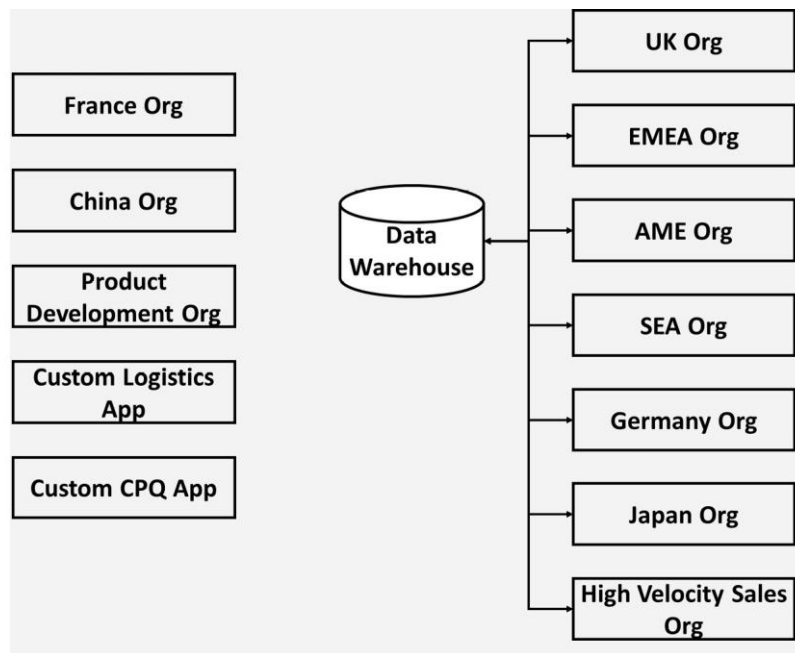 France Org
China Org
Product
Development Org
Custom Logistics
App
Custom CPQ App
Data
Warehouse
UK Org
EMEA Org
AME Org
SEA Org
Germany Org
Japan Org
High Velocity Sales
Org